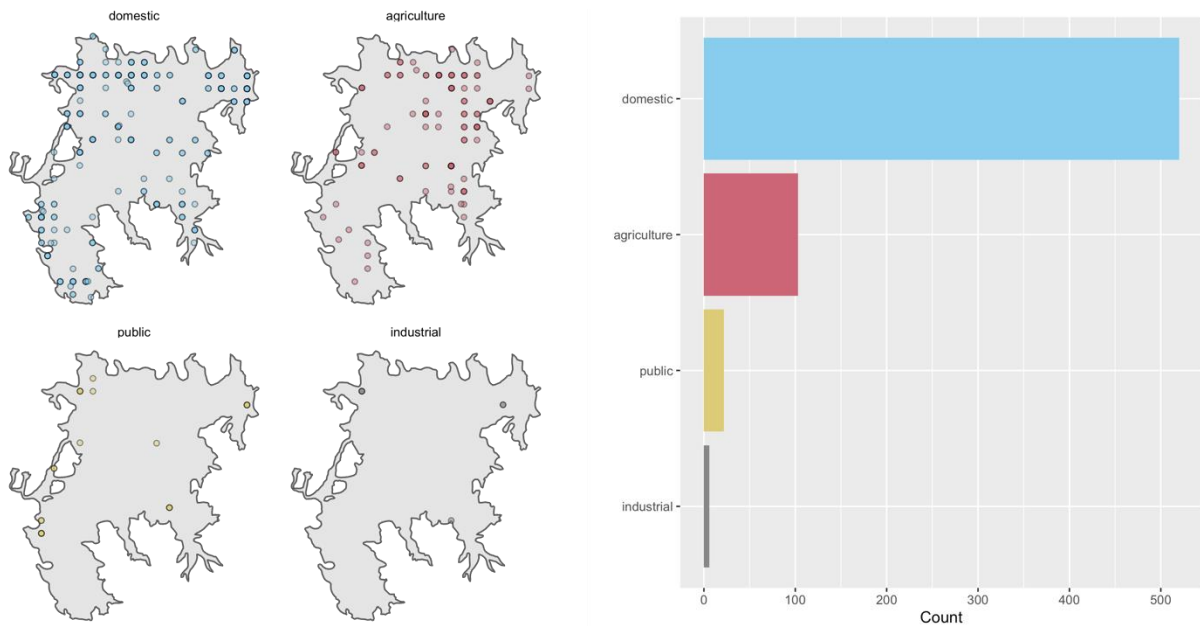 domestic
agriculture
public
industrial
domestic
agriculture
public
industrial
0 100 200 300 400 500
Count